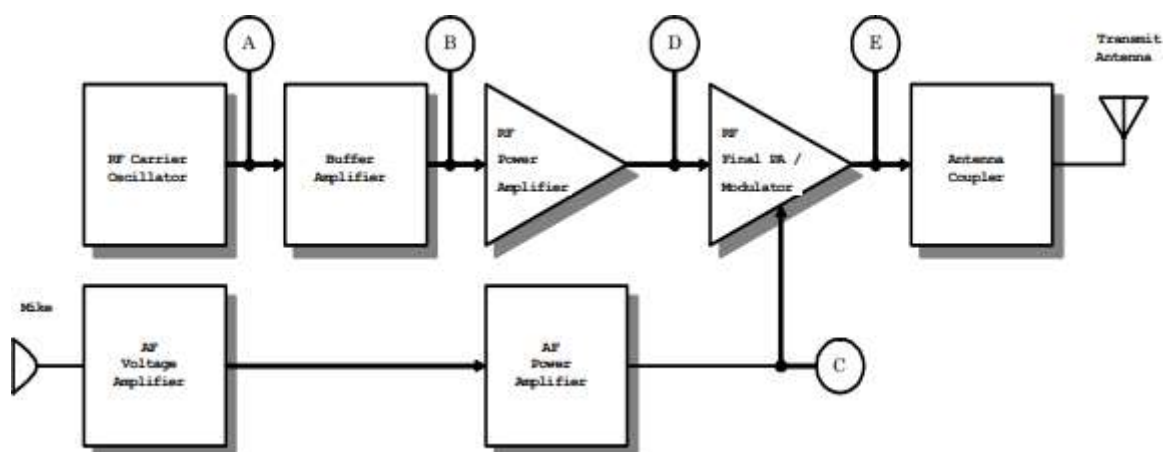 A
B
D
E
Transmit
Antenna
RF Carrier
Oscillator
Buffer
Amplifier
RF
Power
Amplifier
RF
Final PA /
Modulator
Antenna
Coupler
Mike
AF
Voltage
Amplifier
AF
Power
Amplifier
C